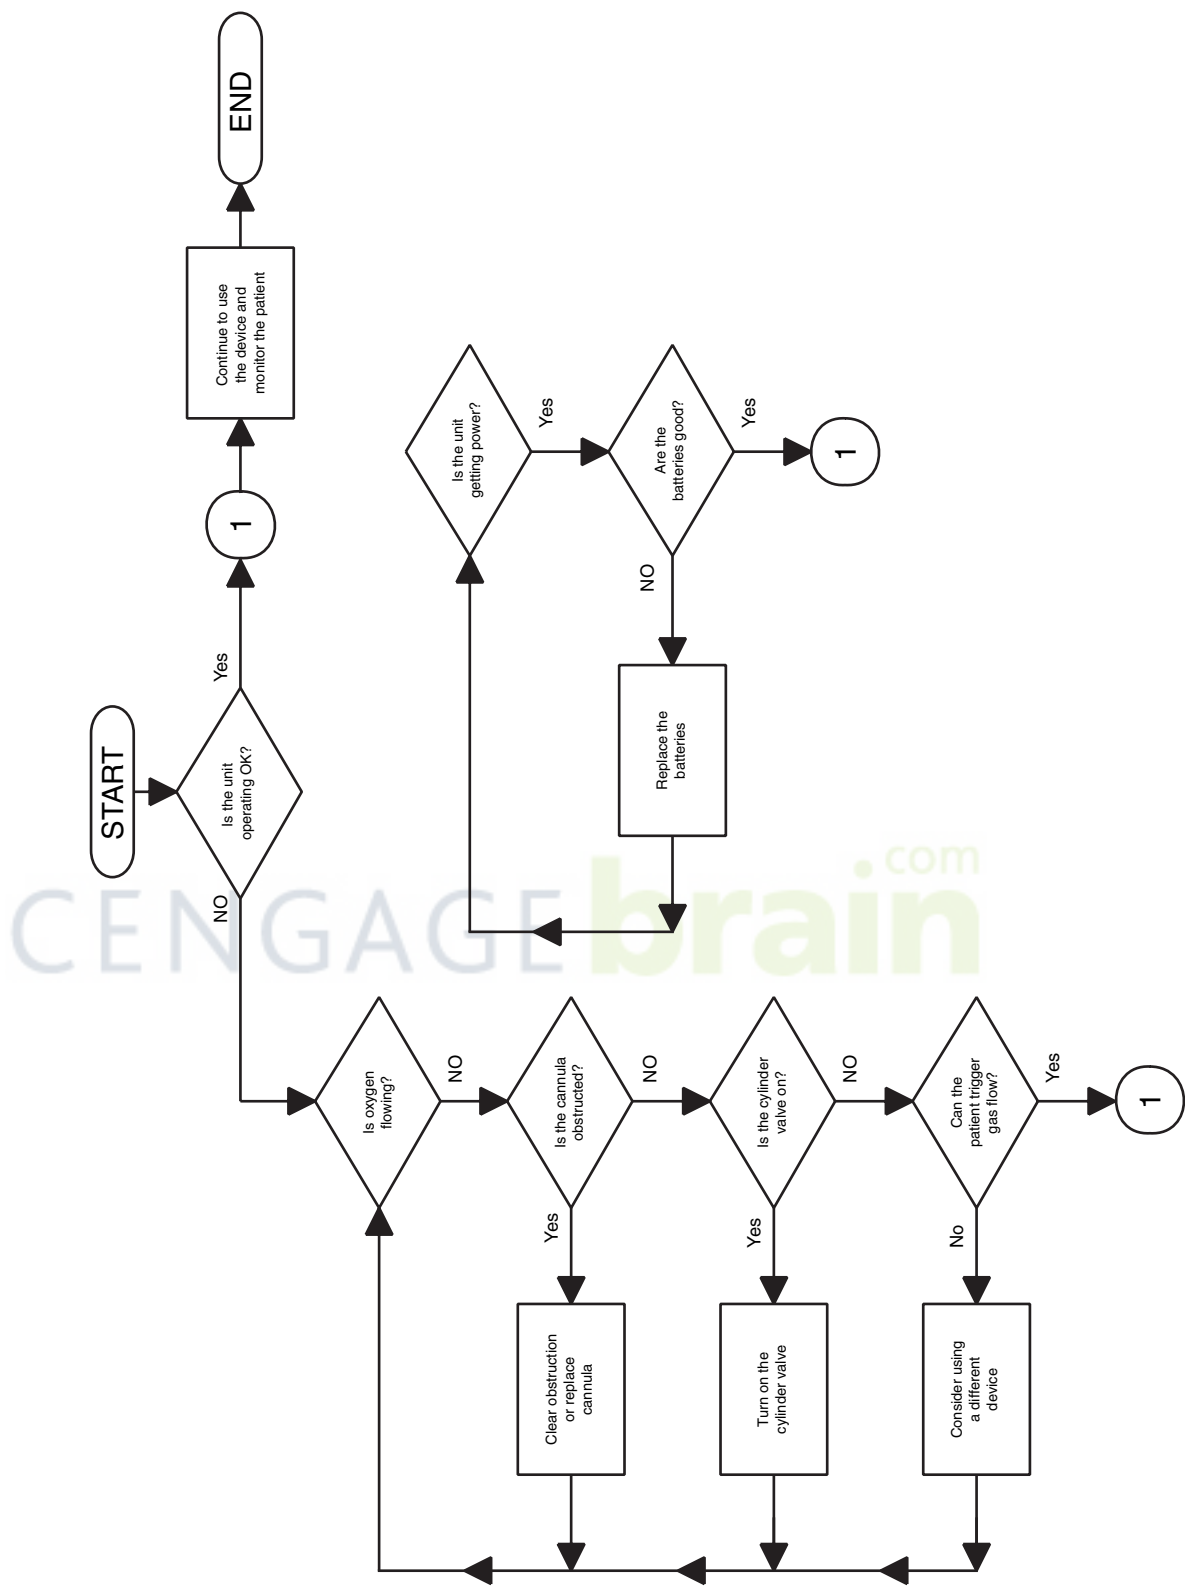 START
Is the unit
operating OK?
Yes
1
Continue to use
the device and
monitor the patient
END
NO
Is oxygen
flowing?
NO
Is the cannula
obstructed?
Yes
Clear obstruction
or replace
cannula
NO
Is the cylinder
valve on?
Yes
Turn on the
cylinder valve
NO
Can the
patient trigger
gas flow?
No
Consider using
a different
device
Yes
1
Is the unit
getting power?
Yes
Are the
batteries good?
NO
Replace the
batteries
Yes
1
CENGAGEbrain.com